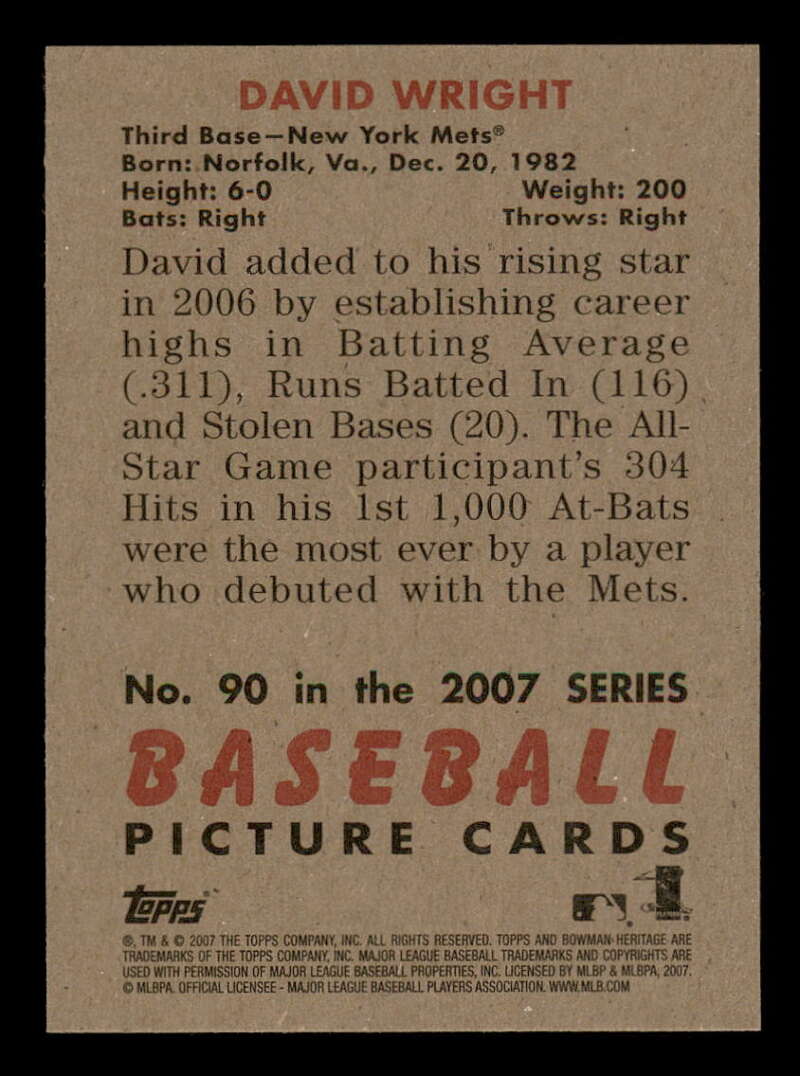 DAVID WRIGHT
Third Base—New York Mets®
Born: Norfolk, Va., Dec. 20, 1982
Height: 6-0 Weight: 200
Bats: Right Throws: Right
David added to his rising star
in 2006 by establishing career
highs in Batting Average
(.311), Runs Batted In (116)
and Stolen Bases (20). The All-
Star Game participant's 304
Hits in his 1st 1,000 At-Bats
were the most ever by a player
who debuted with the Mets.
No. 90 in the 2007 SERIES
BASEBALL
PICTURE CARDS
Topps
®, TM & © 2007 THE TOPPS COMPANY, INC. ALL RIGHTS RESERVED. TOPPS AND BOWMAN HERITAGE ARE
TRADEMARKS OF THE TOPPS COMPANY, INC. MAJOR LEAGUE BASEBALL TRADEMARKS AND COPYRIGHTS ARE
USED WITH PERMISSION OF MAJOR LEAGUE BASEBALL PROPERTIES, INC. LICENSED BY MLBP & MLBPA, 2007.
© MLBPA. OFFICIAL LICENSEE - MAJOR LEAGUE BASEBALL PLAYERS ASSOCIATION. WWW.MLB.COM